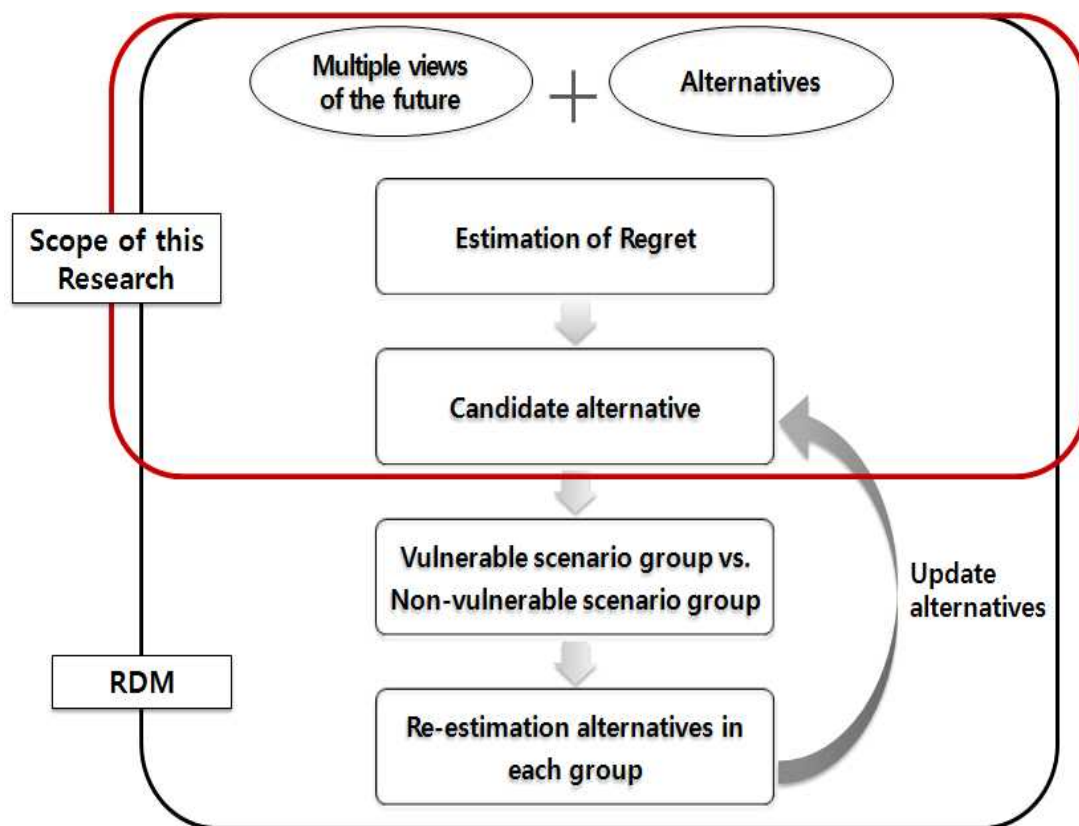 Multiple views
of the future
Alternatives
Estimation of Regret
Scope of this
Research
Candidate alternative
Vulnerable scenario group vs.
Non-vulnerable scenario group
Update
alternatives
RDM
Re-estimation alternatives in
each group